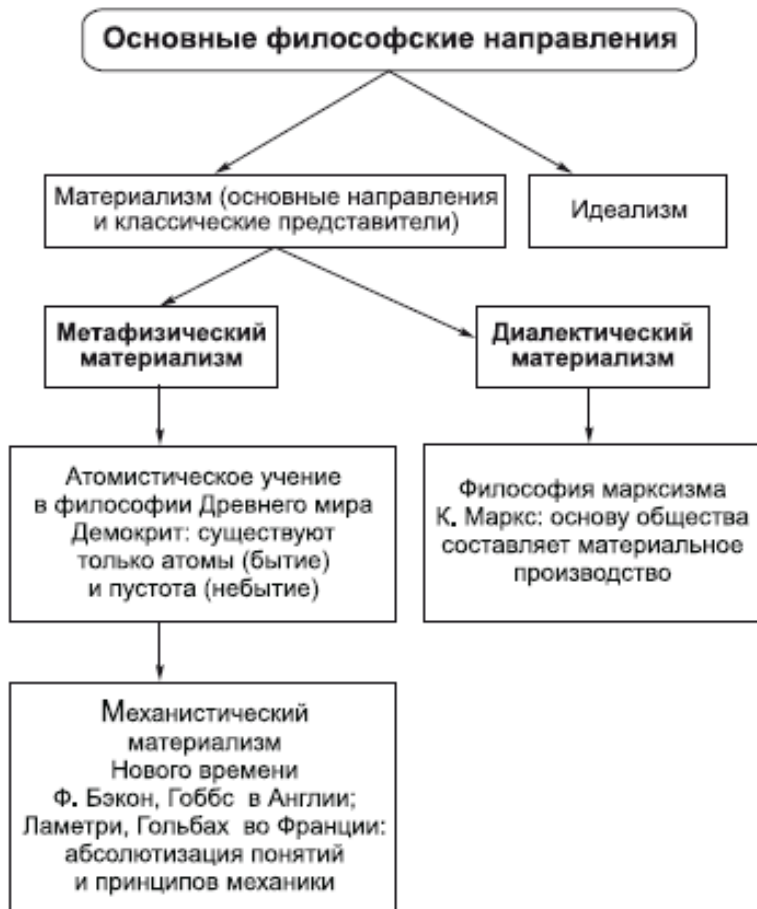 Основные философские направления
Материализм (основные направления
и классические представители)
Идеализм
Метафизический
материализм
Диалектический
материализм
Атомистическое учение
в философии Древнего мира
Демокрит: существуют
только атомы (бытие)
и пустота (небытие)
Философия марксизма
К. Маркс: основу общества
составляет материальное
производство
Механистический
материализм
Нового времени
Ф. Бэкон, Гоббс в Англии;
Ламетри, Гольбах во Франции:
абсолютизация понятий
и принципов механики